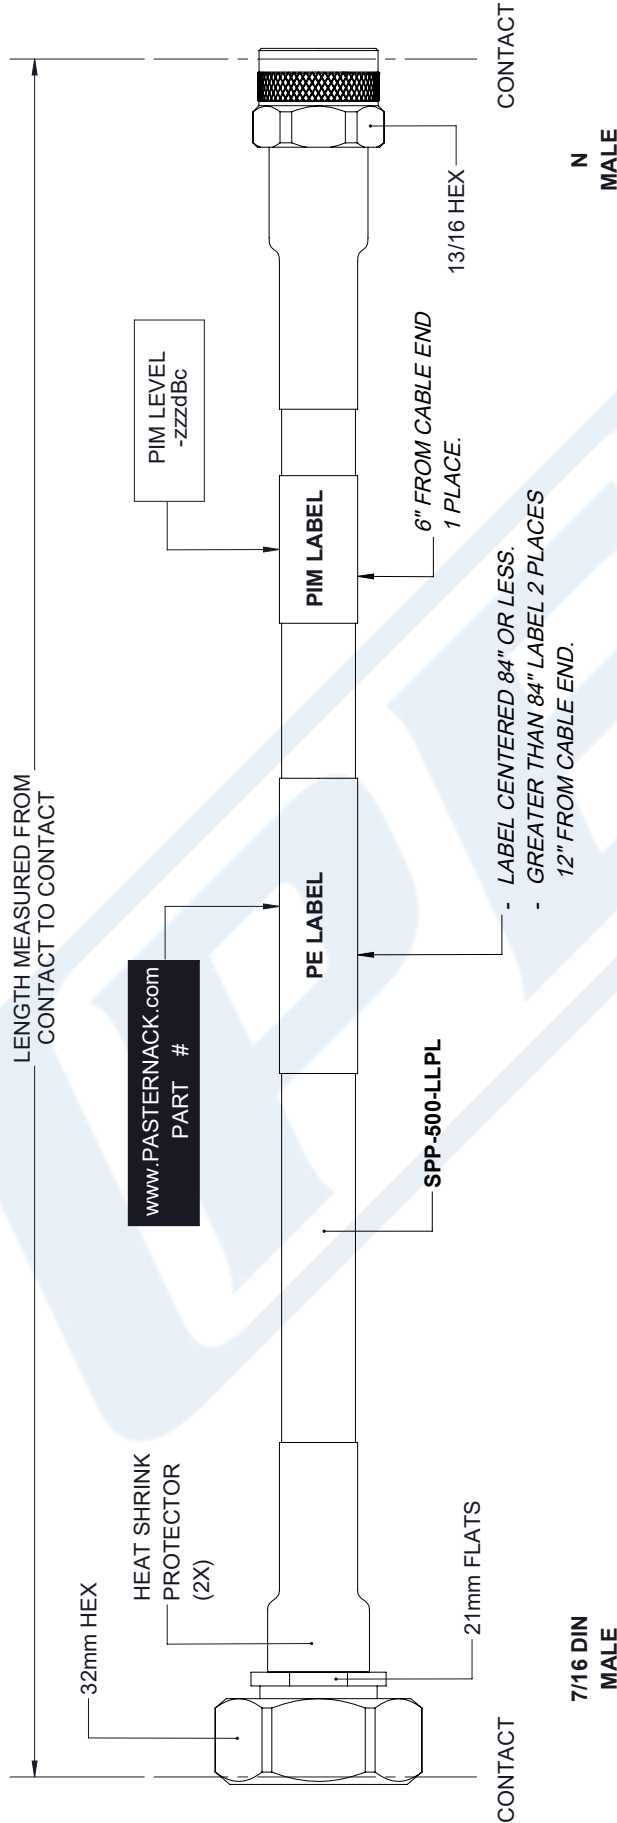 LENGTH MEASURED FROM
CONTACT TO CONTACT
32mm HEX
HEAT SHRINK
PROTECTOR
(2X)
www.PASTERNACK.com
PART #
PIM LEVEL
-zzzdBc
PE LABEL
PIM LABEL
21mm FLATS
SPP-500-LLPL
- LABEL CENTERED 84" OR LESS.
- GREATER THAN 84" LABEL 2 PLACES
12" FROM CABLE END.
6" FROM CABLE END
1 PLACE.
13/16 HEX
CONTACT
CONTACT
7/16 DIN
MALE
N
MALE